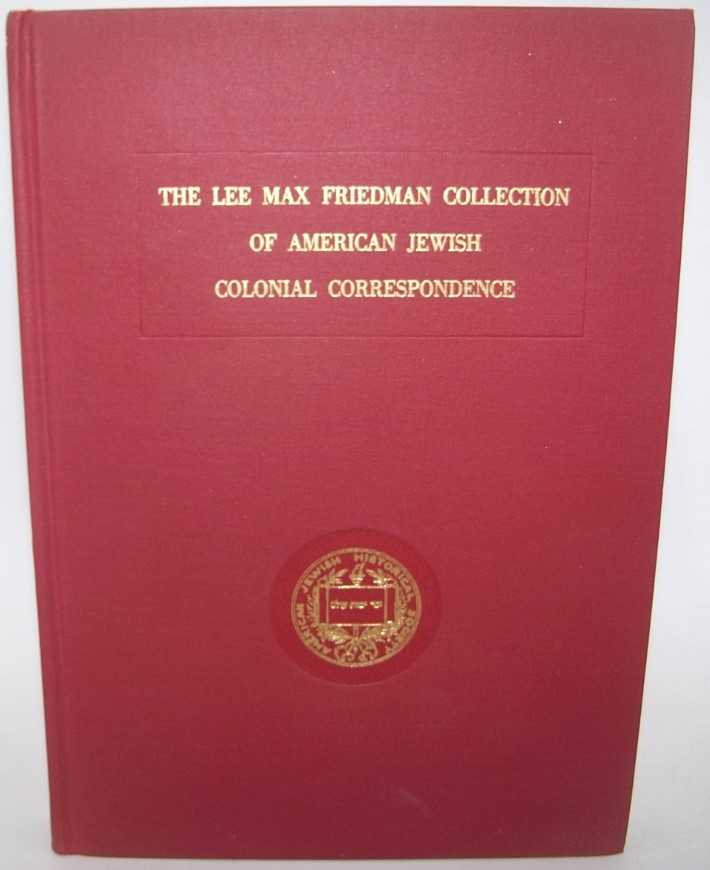 THE LEE MAX FRIEDMAN COLLECTION
OF AMERICAN JEWISH
COLONIAL CORRESPONDENCE
AMERICAN JEWISH HISTORICAL SOCIETY